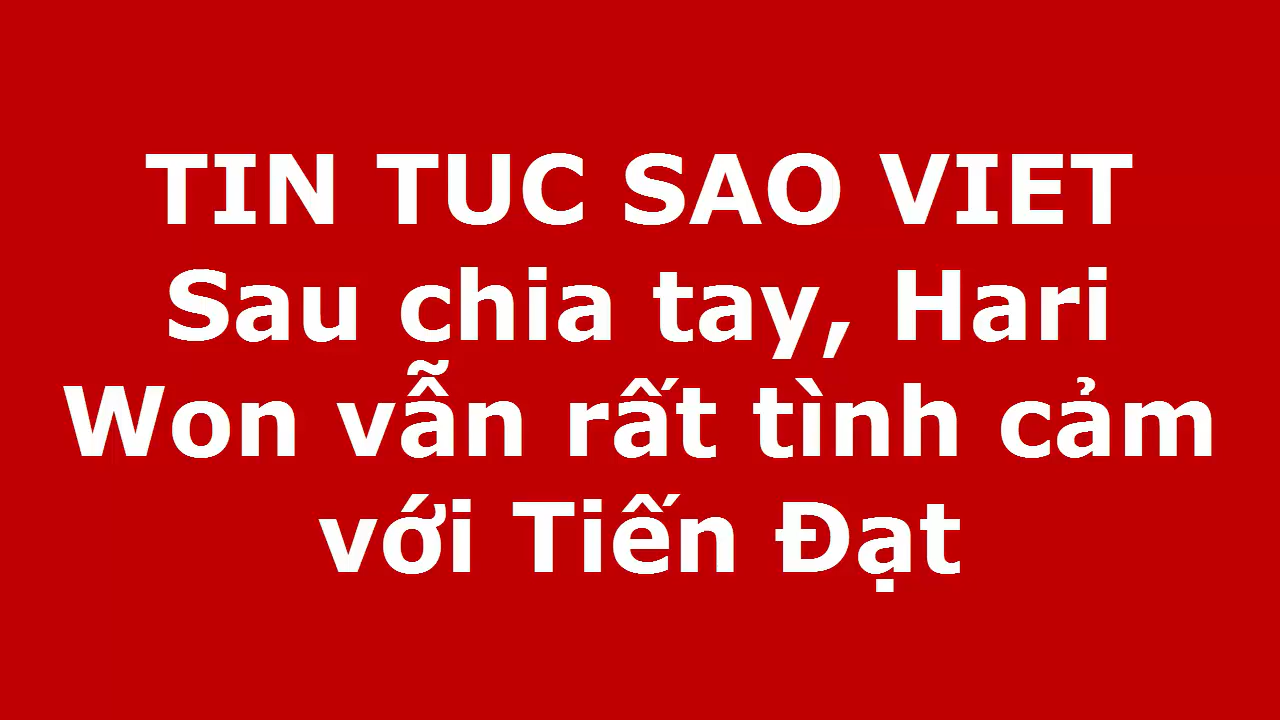 TIN TUC SAO VIET
Sau chia tay, Hari
Won vẫn rất tình cảm
với Tiến Đạt